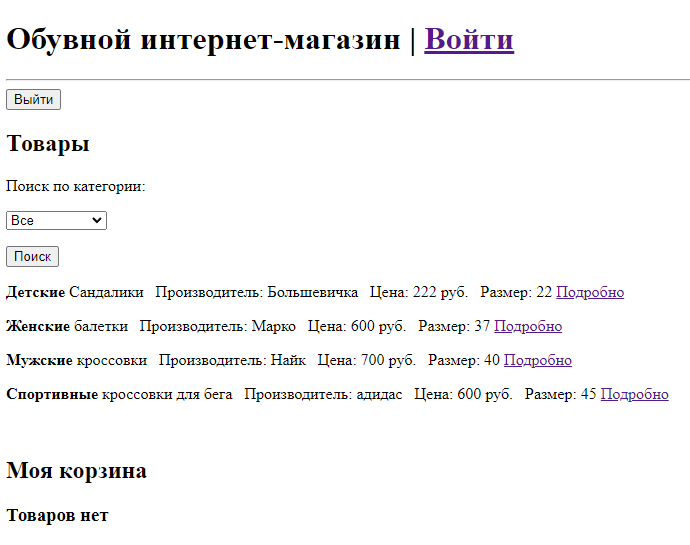 Обувной интернет-магазин | Войти
Выйти
Товары
Поиск по категории:
Все
Поиск
Детские Сандалики Производитель: Большевичка Цена: 222 руб. Размер: 22 Подробно
Женские балетки Производитель: Марко Цена: 600 руб. Размер: 37 Подробно
Мужские кроссовки Производитель: Найк Цена: 700 руб. Размер: 40 Подробно
Спортивные кроссовки для бега Производитель: адидас Цена: 600 руб. Размер: 45 Подробно
Моя корзина
Товаров нет